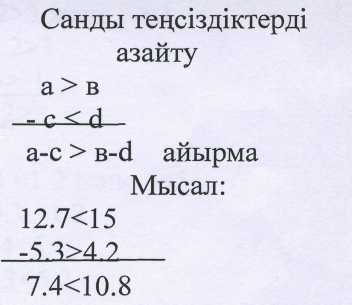 Санды теңсіздіктерді
азайту
а > в
- с < d
а-с > в-d айырма
Мысал:
12.7<15
-5.3>4.2
7.4<10.8